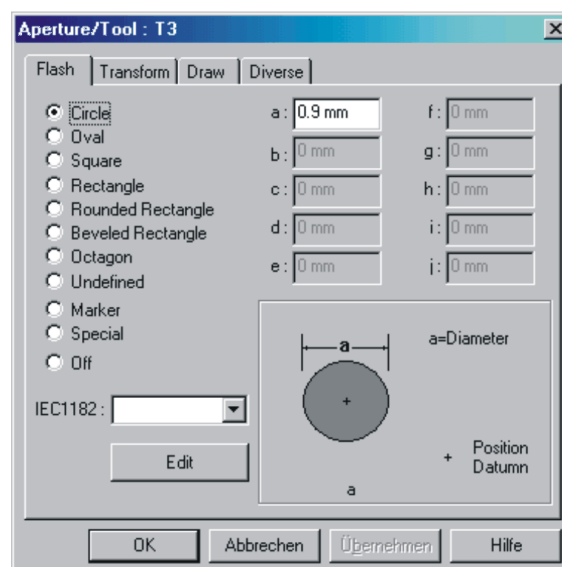 Aperture/Tool : T3
Flash Transform Draw Diverse
Circle
Oval
Square
Rectangle
Rounded Rectangle
Beveled Rectangle
Octagon
Undefined
Marker
Special
Off
IEC1182 :
Edit
a : 0.9 mm
b : 0 mm
c : 0 mm
d : 0 mm
e : 0 mm
f : 0 mm
g : 0 mm
h : 0 mm
i : 0 mm
j : 0 mm
a
a=Diameter
+
+ Position
Datumn
a
OK Abbrechen Übernehmen Hilfe